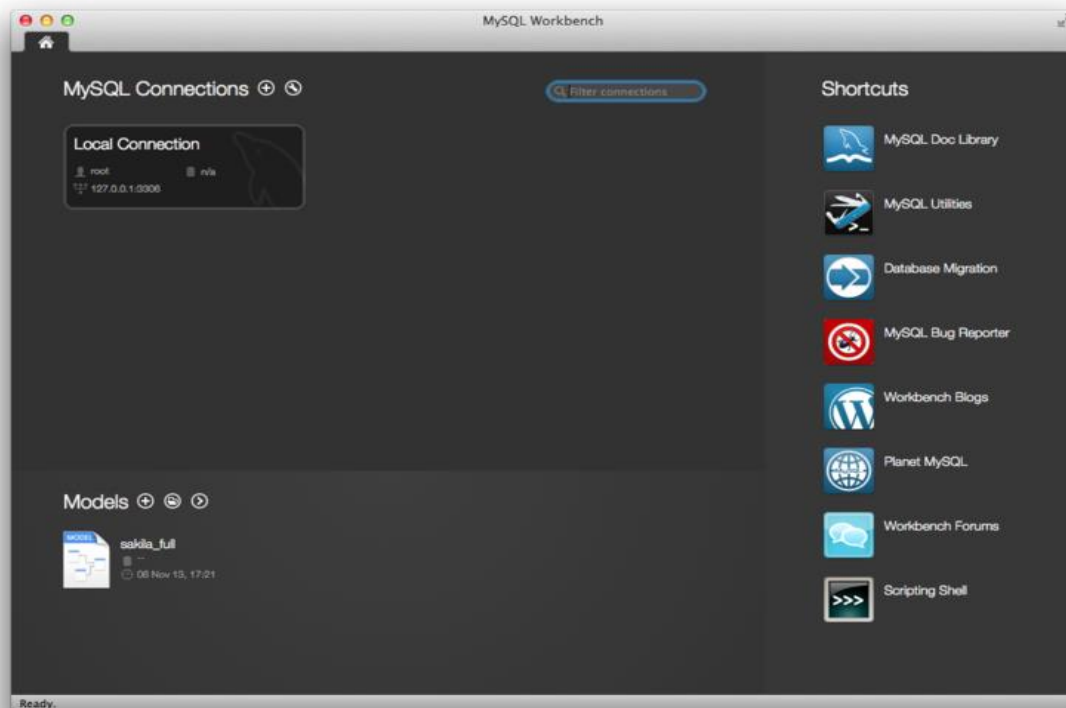 MySQL Workbench
MySQL Connections
Filter connections
Local Connection
root
n/a
127.0.0.1:3306
Shortcuts
MySQL Doc Library
MySQL Utilities
Database Migration
MySQL Bug Reporter
Workbench Blogs
Planet MySQL
Workbench Forums
>>>
Scripting Shell
Models
MODEL
sakila_full
--
06 Nov 13, 17:21
Ready.